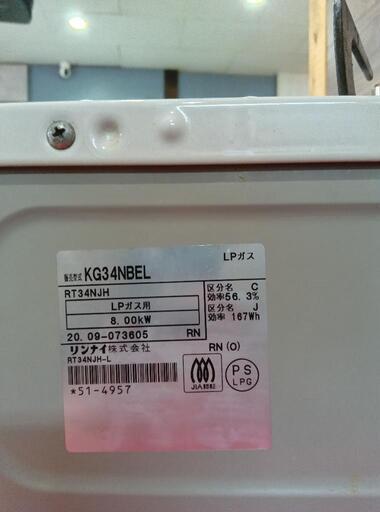 LPガス
販売型式 KG34NBEL
RT34NJH
LPガス用
8.00kW
区分名 C
効率56.3%
区分名 J
効率 167Wh
20.09-073605 RN
リンナイ株式会社
RN(O)
RT34NJH-L
*51-4957
JIA
PS
LPG